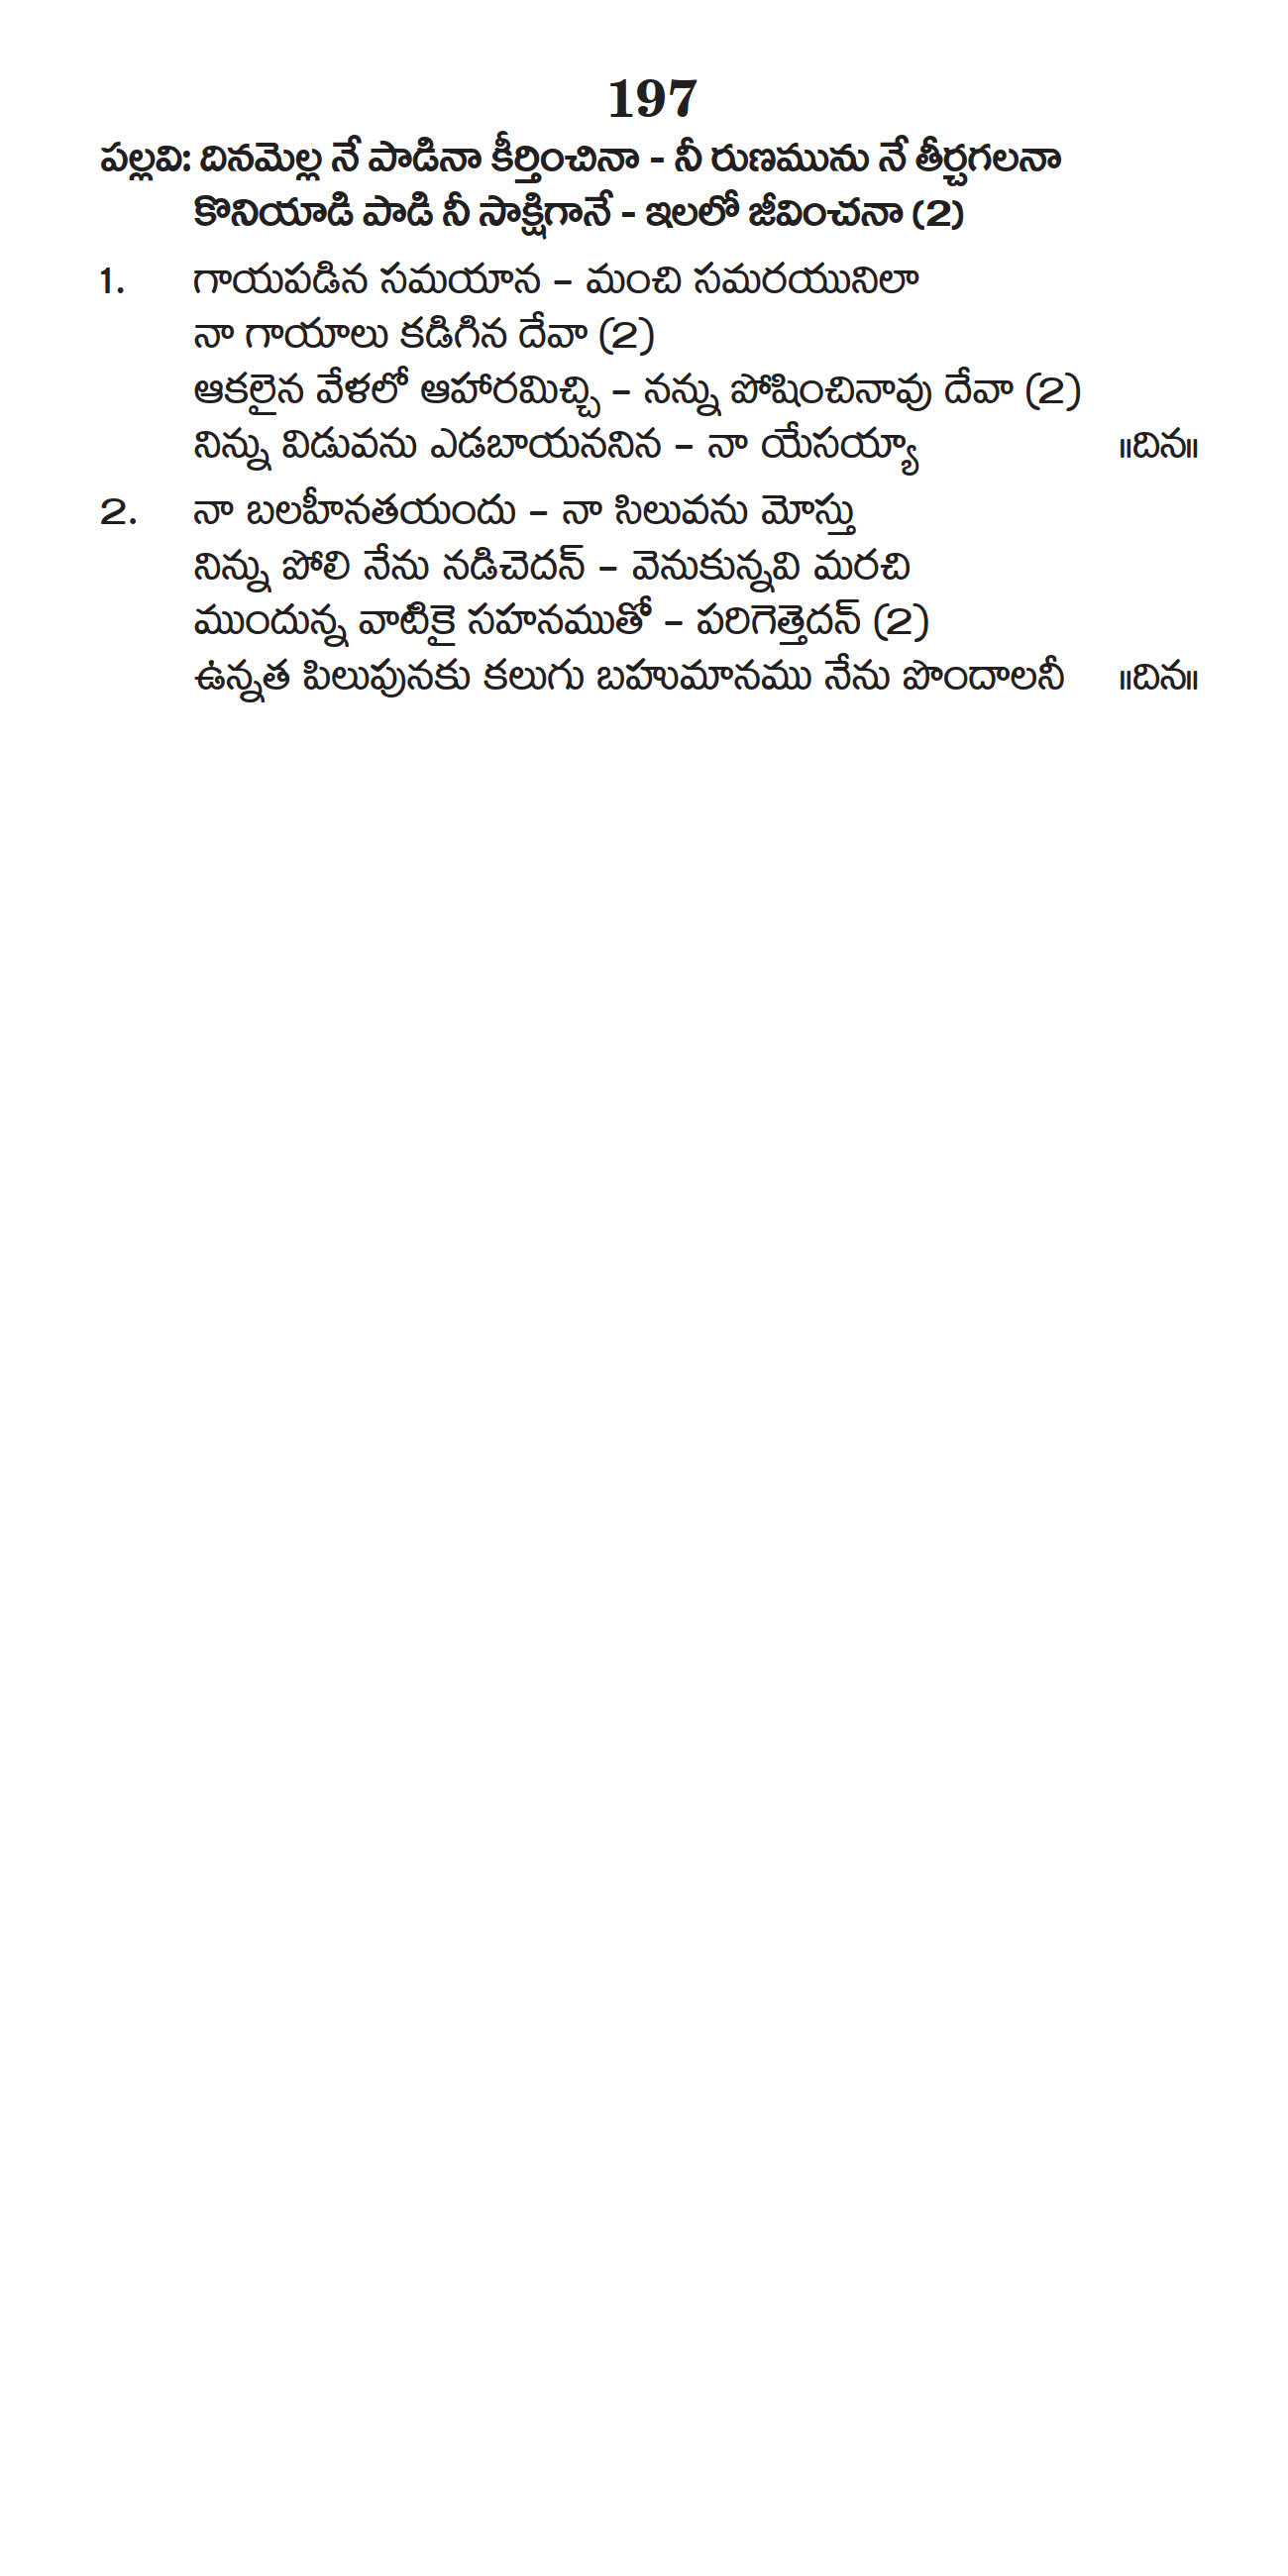 197
పల్లవి: దినమెల్ల నే పాడినా కీర్తించినా - నీ రుణమును నే తీర్చగలనా
కొనియాడి పాడి నీ సాక్షిగానే - ఇలలో జీవించనా (2)
1. గాయపడిన సమయాన – మంచి సమరయునిలా
నా గాయాలు కడిగిన దేవా (2)
ఆకలైన వేళలో ఆహారమిచ్చి – నన్ను పోషించినావు దేవా (2)
నిన్ను విడువను ఎడబాయననిన – నా యేసయ్యా ॥దిన॥
2. నా బలహీనతయందు – నా సిలువను మోస్తు
నిన్ను పోలి నేను నడిచెదన్ – వెనుకున్నవి మరచి
ముందున్న వాటికై సహనముతో – పరిగెత్తెదన్ (2)
ఉన్నత పిలుపునకు కలుగు బహుమానము నేను పొందాలనీ ॥దిన॥